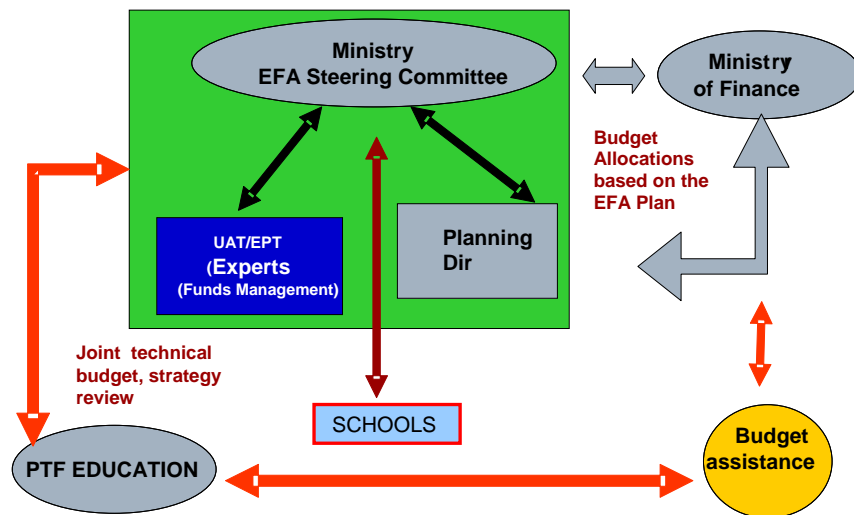 Ministry
EFA Steering Committee
Ministry
of Finance
Budget
Allocations
based on the
EFA Plan
UAT/EPT
(Experts
(Funds Management)
Planning
Dir
Joint technical
budget, strategy
review
SCHOOLS
PTF EDUCATION
Budget
assistance